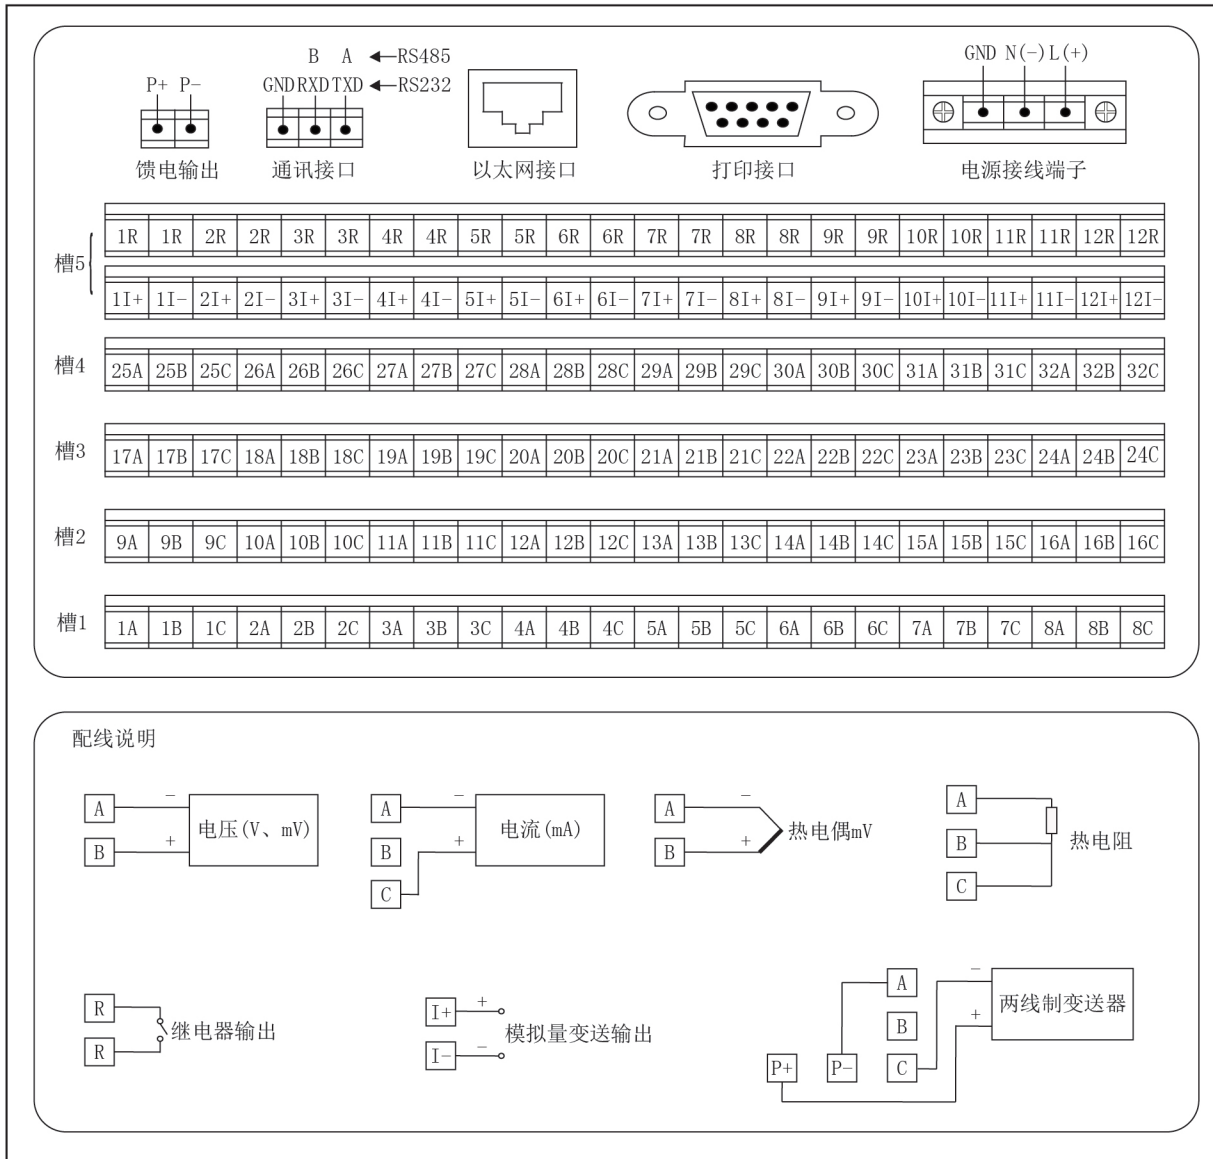 B A ←RS485
GND RXD TXD ←RS232
P+ P-
GND N(-) L(+)
馈电输出
通讯接口
以太网接口
打印接口
电源接线端子
槽5
1R 1R 2R 2R 3R 3R 4R 4R 5R 5R 6R 6R 7R 7R 8R 8R 9R 9R 10R 10R 11R 11R 12R 12R
1I+ 1I- 2I+ 2I- 3I+ 3I- 4I+ 4I- 5I+ 5I- 6I+ 6I- 7I+ 7I- 8I+ 8I- 9I+ 9I- 10I+ 10I- 11I+ 11I- 12I+ 12I-
槽4 25A 25B 25C 26A 26B 26C 27A 27B 27C 28A 28B 28C 29A 29B 29C 30A 30B 30C 31A 31B 31C 32A 32B 32C
槽3 17A 17B 17C 18A 18B 18C 19A 19B 19C 20A 20B 20C 21A 21B 21C 22A 22B 22C 23A 23B 23C 24A 24B 24C
槽2 9A 9B 9C 10A 10B 10C 11A 11B 11C 12A 12B 12C 13A 13B 13C 14A 14B 14C 15A 15B 15C 16A 16B 16C
槽1 1A 1B 1C 2A 2B 2C 3A 3B 3C 4A 4B 4C 5A 5B 5C 6A 6B 6C 7A 7B 7C 8A 8B 8C
配线说明
A -
B +
电压(V、mV)
A -
B +
C
电流(mA)
A -
B +
热电偶mV
A
B
C
热电阻
R
R
继电器输出
I+ +
I- -
模拟量变送输出
A -
B +
P+ P- C
两线制变送器